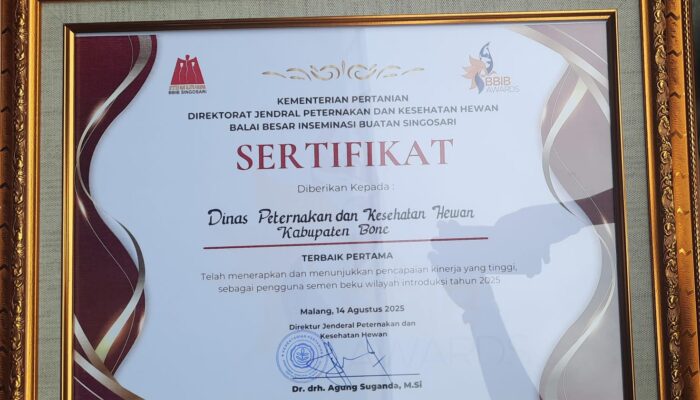 BBIB SINGOSARI
BBIB
AWARDS
KEMENTERIAN PERTANIAN
DIREKTORAT JENDRAL PETERNAKAN DAN KESEHATAN HEWAN
BALAI BESAR INSEMINASI BUATAN SINGOSARI
SERTIFIKAT
Diberikan Kepada :
Dinas Peternakan dan Kesehatan Hewan
Kabupaten Bone
TERBAIK PERTAMA
Telah menerapkan dan menunjukkan pencapaian kinerja yang tinggi,
sebagai pengguna semen beku wilayah introduksi tahun 2025
Malang, 14 Agustus 2025
Direktur Jenderal Peternakan dan
Kesehatan Hewan
Dr. drh. Agung Suganda, M.Si